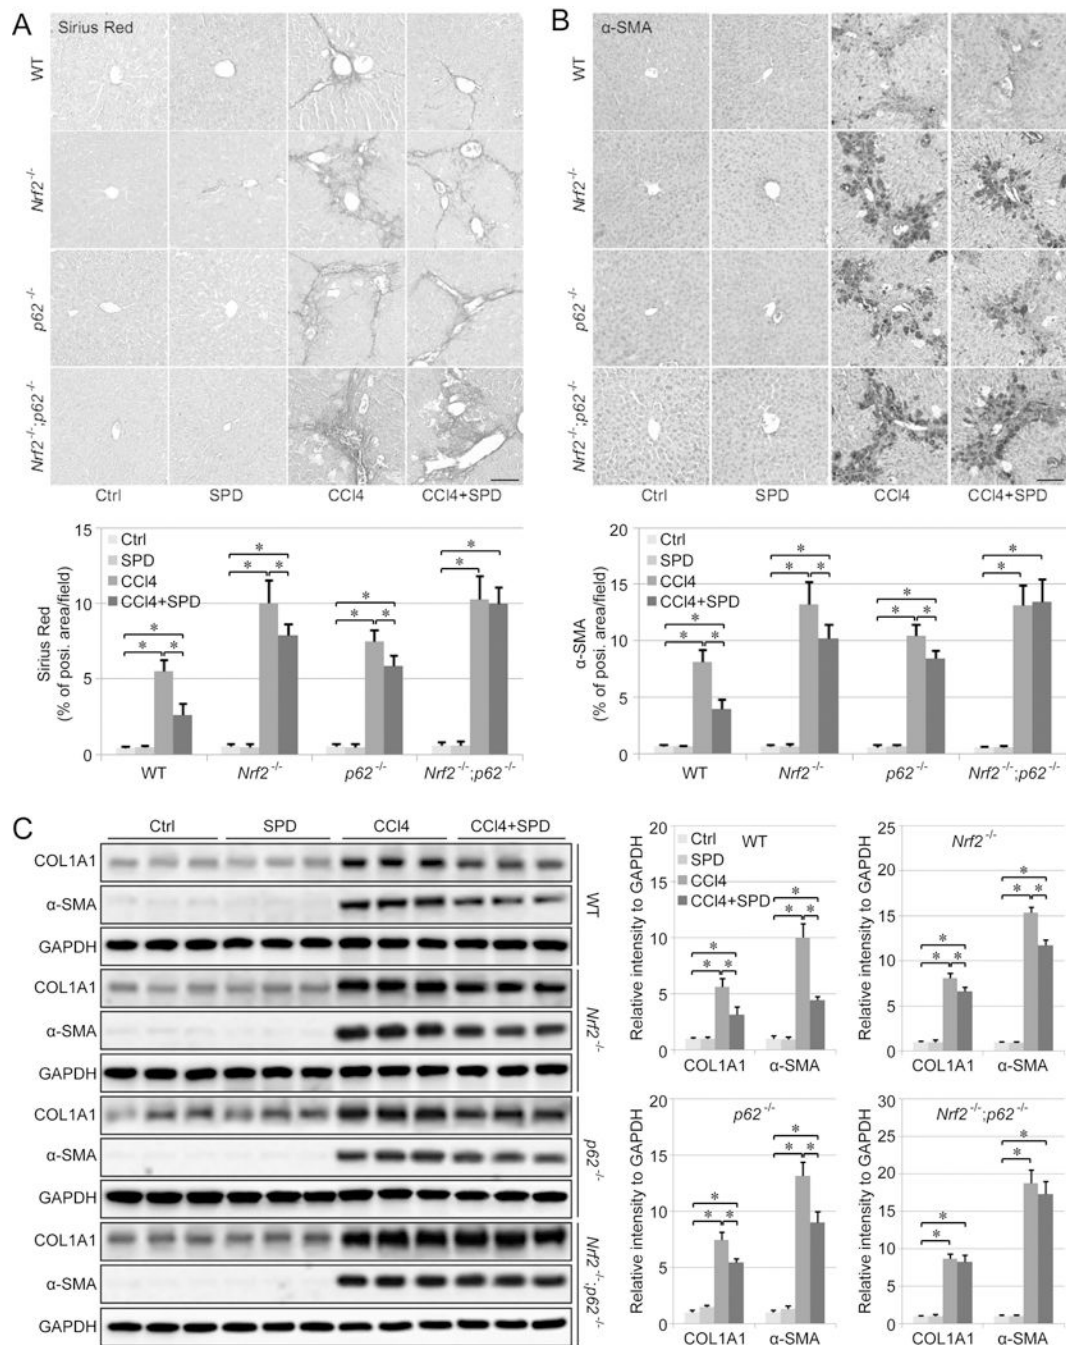 A
Sirius Red
WT
Nrf2-/-
p62-/-
Nrf2-/-;p62-/-
Ctrl SPD CCl4 CCl4+SPD
B
α-SMA
WT
Nrf2-/-
p62-/-
Nrf2-/-;p62-/-
Ctrl SPD CCl4 CCl4+SPD
Sirius Red
(% of posi. area/field)
15
10
5
0
Ctrl
SPD
CCl4
CCl4+SPD
* * *
* * *
* * *
* *
WT Nrf2-/- p62-/- Nrf2-/-;p62-/-
α-SMA
(% of posi. area/field)
20
15
10
5
0
Ctrl
SPD
CCl4
CCl4+SPD
* * *
* * *
* * *
* *
WT Nrf2-/- p62-/- Nrf2-/-;p62-/-
C
Ctrl SPD CCl4 CCl4+SPD
COL1A1
α-SMA
GAPDH
WT
COL1A1
α-SMA
GAPDH
Nrf2-/-
COL1A1
α-SMA
GAPDH
p62-/-
COL1A1
α-SMA
GAPDH
Nrf2-/-;p62-/-
Relative intensity to GAPDH
20
15
10
5
0
WT
Ctrl
SPD
CCl4
CCl4+SPD
* * *
* * *
COL1A1 α-SMA
Relative intensity to GAPDH
25
20
15
10
5
0
Nrf2-/-
* * *
* * *
COL1A1 α-SMA
Relative intensity to GAPDH
20
15
10
5
0
p62-/-
* * *
* * *
COL1A1 α-SMA
Relative intensity to GAPDH
30
25
20
15
10
5
0
Nrf2-/-;p62-/-
* *
* *
COL1A1 α-SMA